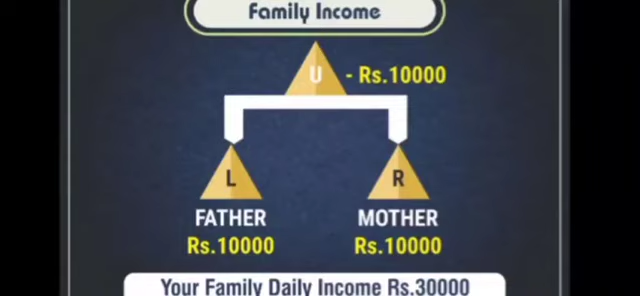 Family Income
U - Rs.10000
L R
FATHER MOTHER
Rs.10000 Rs.10000
Your Family Daily Income Rs.30000